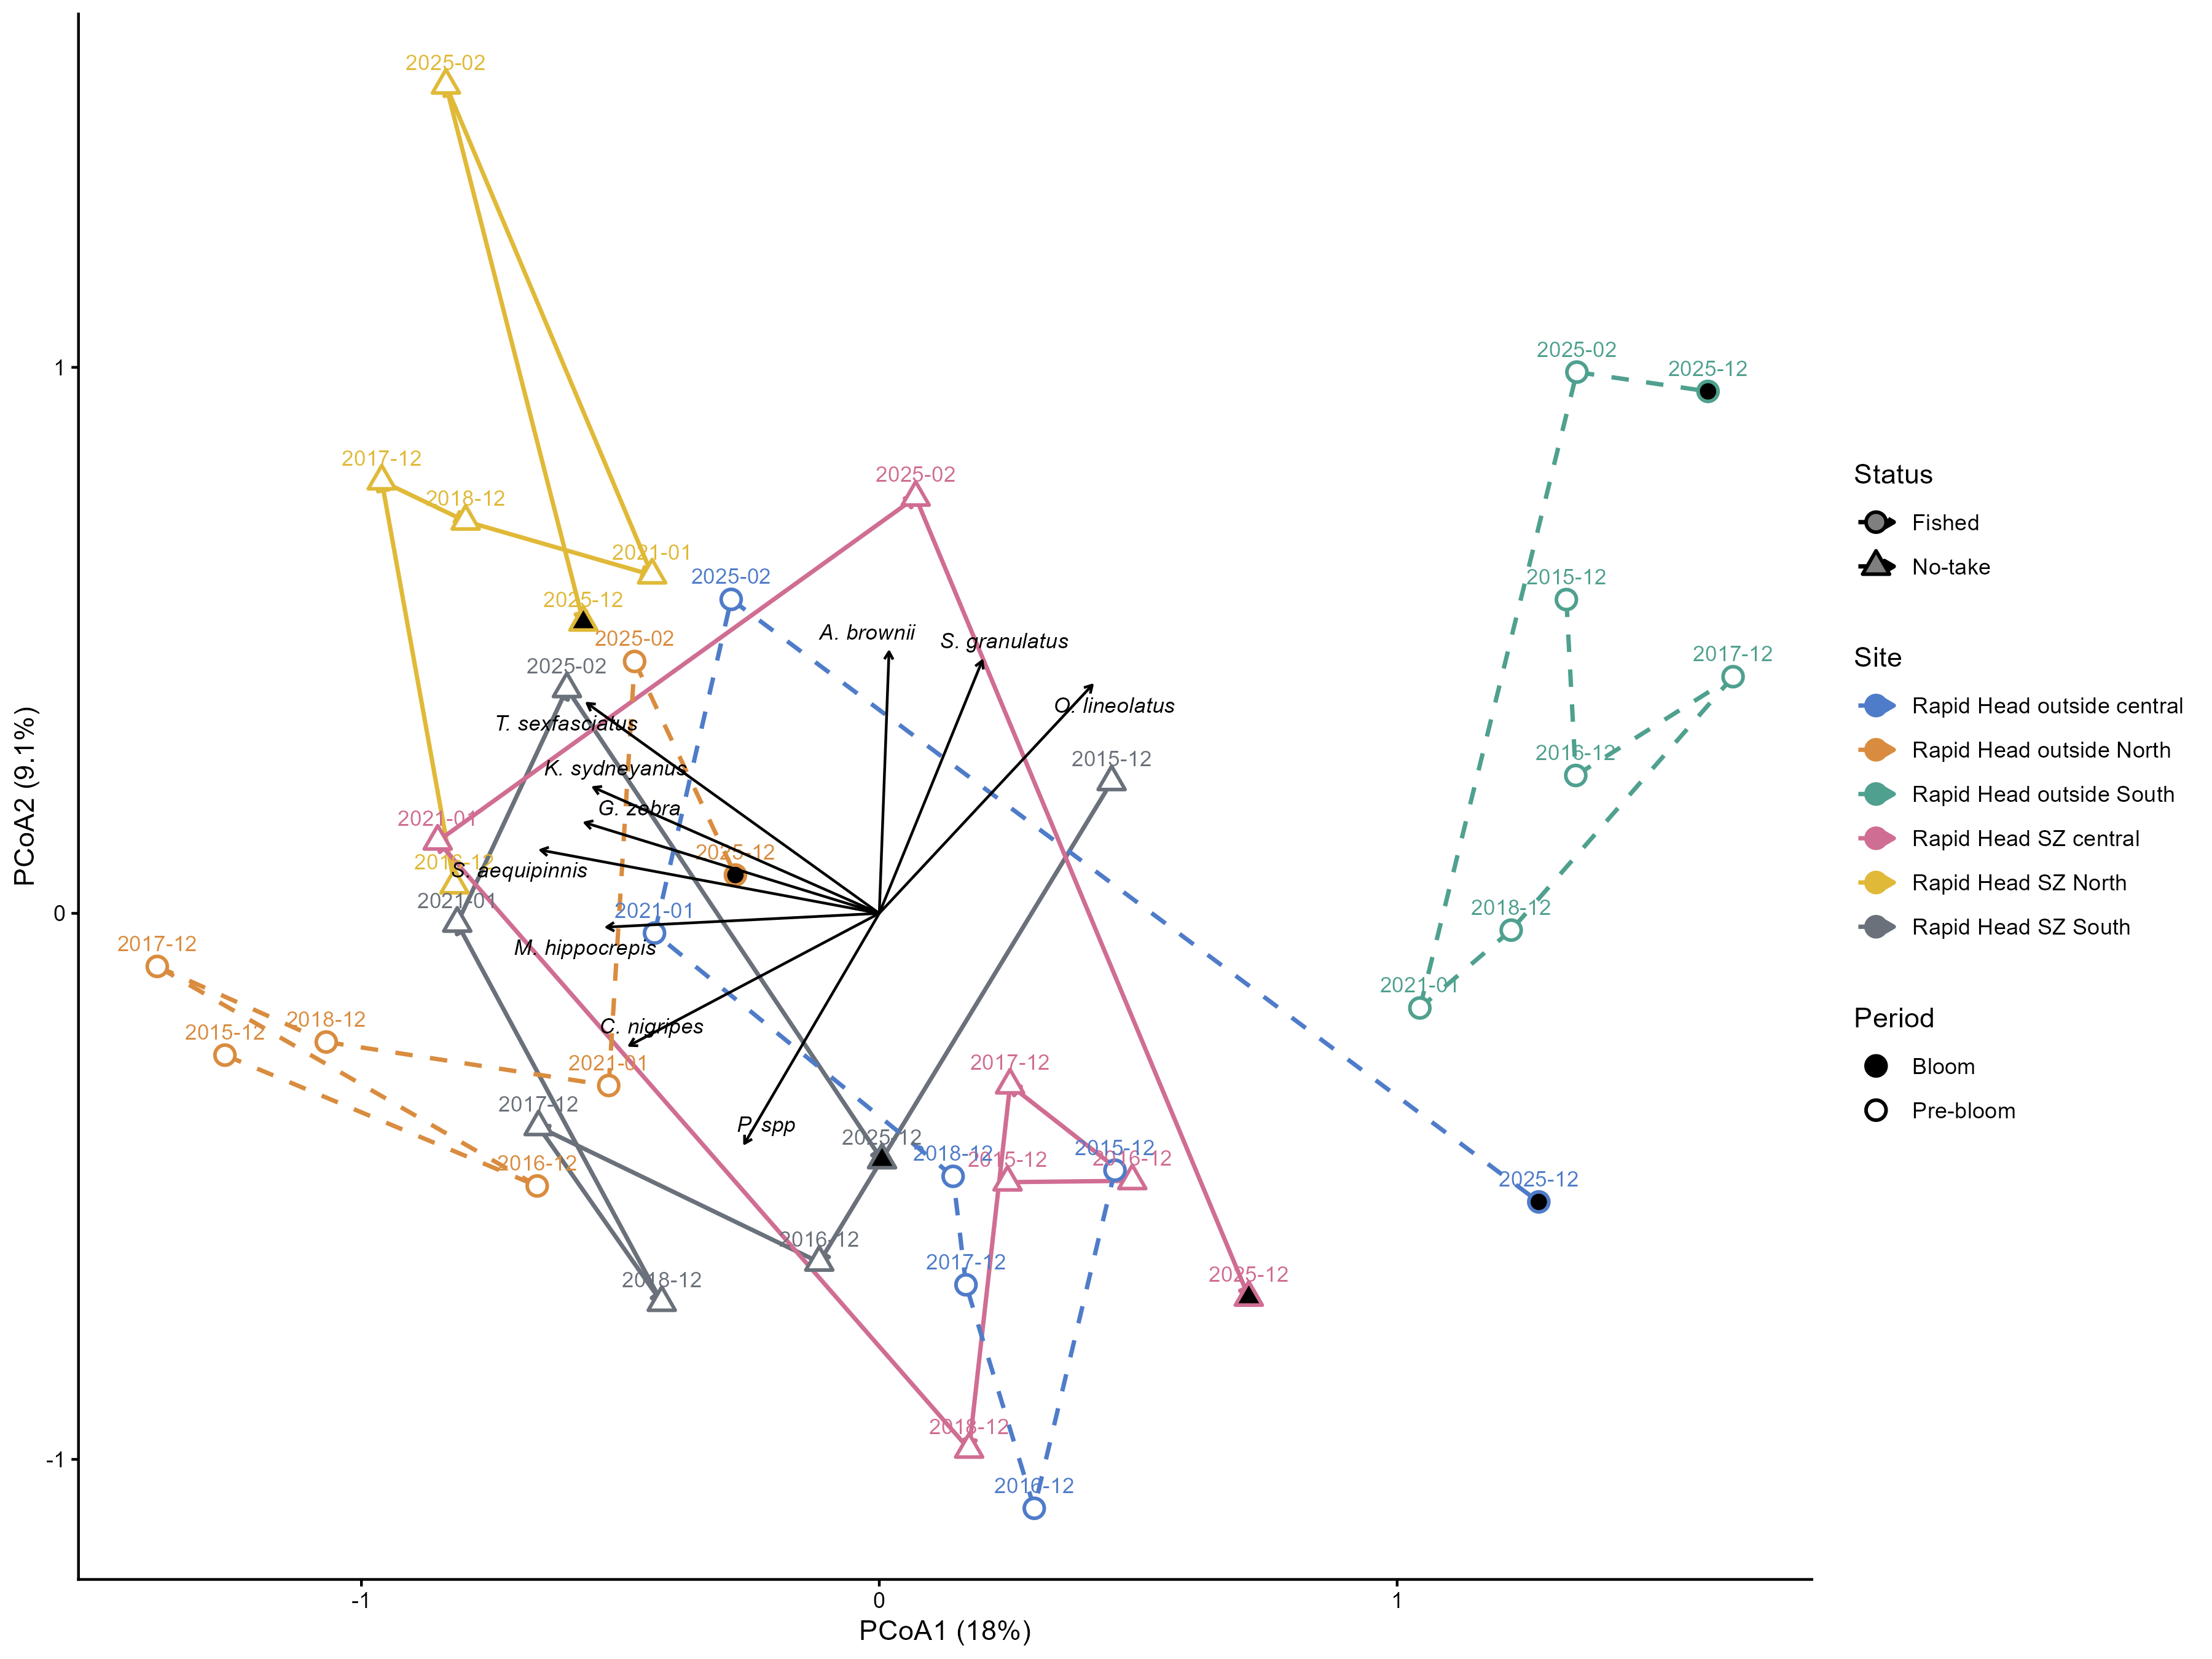 2025-02
2025-02
2025-12
1
2017-12
2025-02
2018-12
2021-01
2025-02
2015-12
2025-12
A. brownii
S. granulatus
2025-02
2025-02
2017-12
O. lineolatus
T. sexfasciatus
2016-12
2015-12
K. sydneyanus
G. zebra
2021-01
2025-12
2016-12
S. aequipinnis
2021-01
2021-01
2018-12
0
2017-12
M. hippocrepis
2021-01
2015-12
2018-12
C. nigripes
2021-01
2017-12
2017-12
P. spp
2025-12
2018-12
2015-12
2015-12
2016-12
2016-12
2025-12
2016-12
2017-12
2018-12
2025-12
2018-12
-1
2016-12
-1
0
1
PCoA1 (18%)
PCoA2 (9.1%)
Status
Fished
No-take
Site
Rapid Head outside central
Rapid Head outside North
Rapid Head outside South
Rapid Head SZ central
Rapid Head SZ North
Rapid Head SZ South
Period
Bloom
Pre-bloom